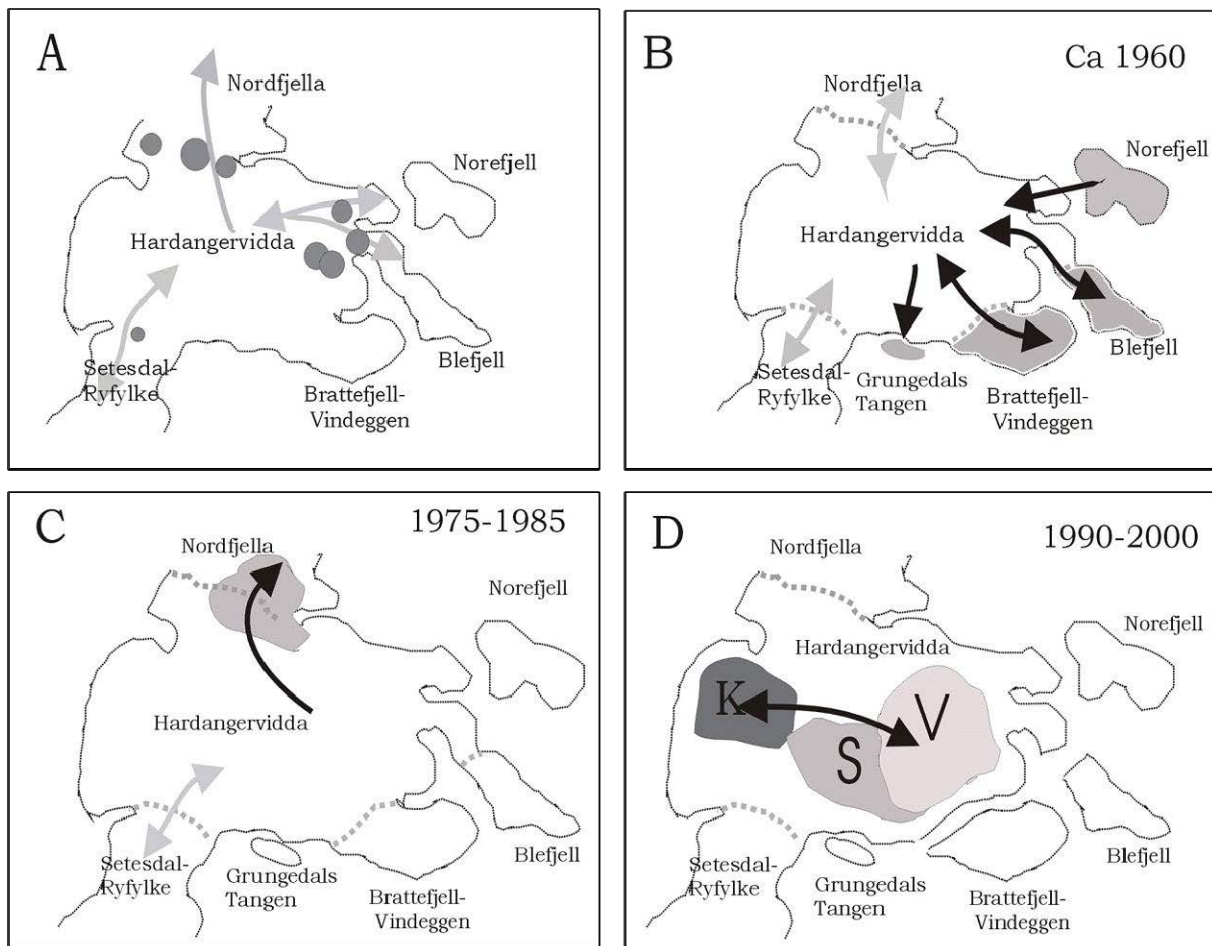 A
Nordfjella
Norefjell
Hardangervidda
Setesdal-
Ryfylke
Blefjell
Brattefjell-
Vindeggen
B
Ca 1960
Nordfjella
Norefjell
Hardangervidda
Setesdal-
Ryfylke
Grungedals
Tangen
Blefjell
Brattefjell-
Vindeggen
C
1975-1985
Nordfjella
Norefjell
Hardangervidda
Setesdal-
Ryfylke
Grungedals
Tangen
Blefjell
Brattefjell-
Vindeggen
D
1990-2000
Nordfjella
Norefjell
Hardangervidda
K
V
S
Setesdal-
Ryfylke
Grungedals
Tangen
Blefjell
Brattefjell-
Vindeggen